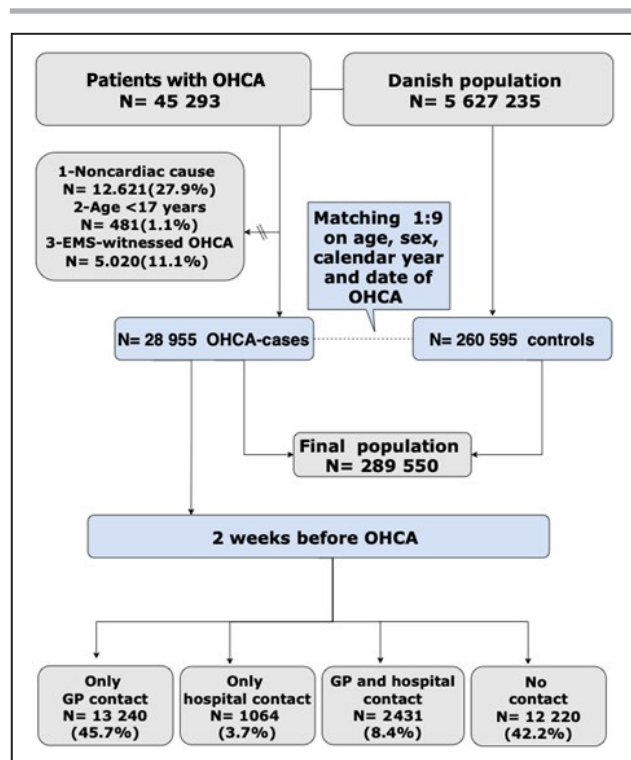 Patients with OHCA
N= 45 293
Danish population
N= 5 627 235
1-Noncardiac cause
N= 12.621(27.9%)
2-Age <17 years
N= 481(1.1%)
3-EMS-witnessed OHCA
N= 5.020(11.1%)
Matching 1:9
on age, sex,
calendar year
and date of
OHCA
N= 28 955 OHCA-cases
N= 260 595 controls
Final population
N= 289 550
2 weeks before OHCA
Only
GP contact
N= 13 240
(45.7%)
Only
hospital contact
N= 1064
(3.7%)
GP and hospital
contact
N= 2431
(8.4%)
No
contact
N= 12 220
(42.2%)